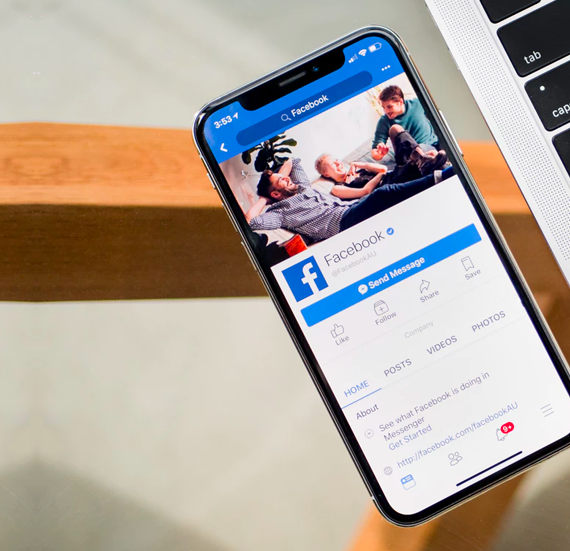 3:53
Facebook
Facebook
@FacebookAU
Send Message
Like
Follow
Share
Save
Company
HOME
POSTS
VIDEOS
PHOTOS
About
See what Facebook is doing in
Messenger
Get Started
http://facebook.com/facebookAU
9+
tab
cap